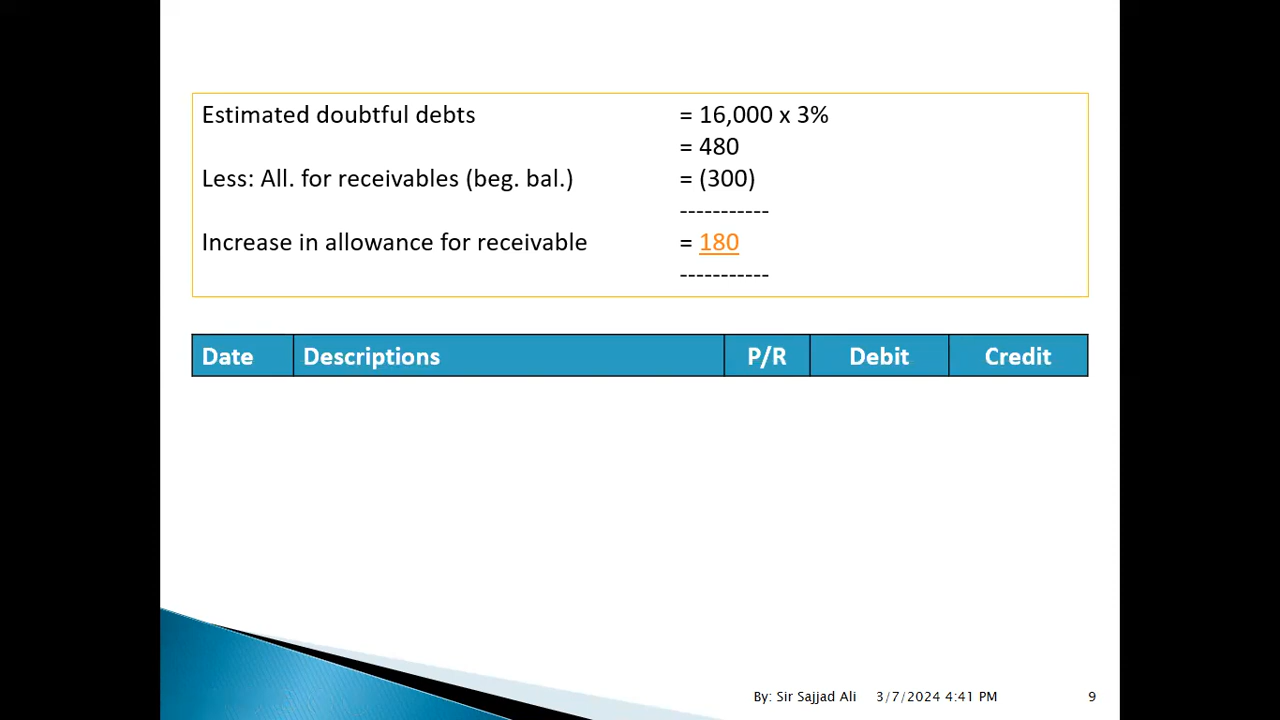 Estimated doubtful debts = 16,000 x 3%
= 480
Less: All. for receivables (beg. bal.) = (300)
-----------
Increase in allowance for receivable = 180
-----------
Date Descriptions P/R Debit Credit
By: Sir Sajjad Ali 3/7/2024 4:41 PM 9